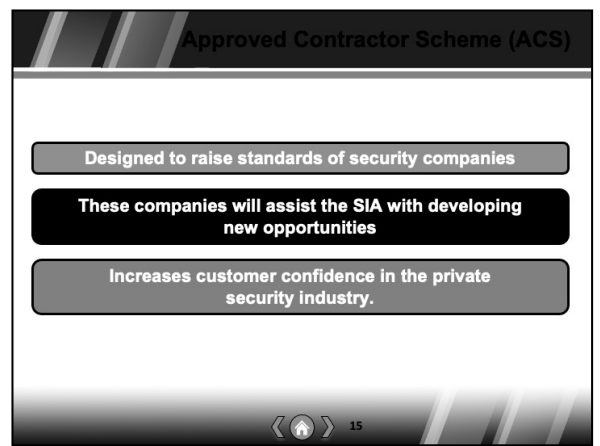 Approved Contractor Scheme (ACS)
Designed to raise standards of security companies
These companies will assist the SIA with developing
new opportunities
Increases customer confidence in the private
security industry.
15